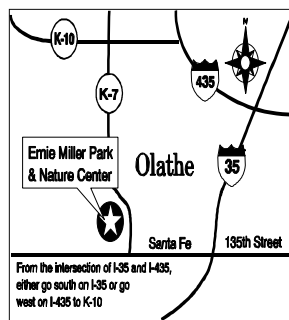 N
K-10
435
K-7
Ernie Miller Park
& Nature Center
Olathe
35
Santa Fe
135th Street
From the intersection of I-35 and I-435,
either go south on I-35 or go
west on I-435 to K-10